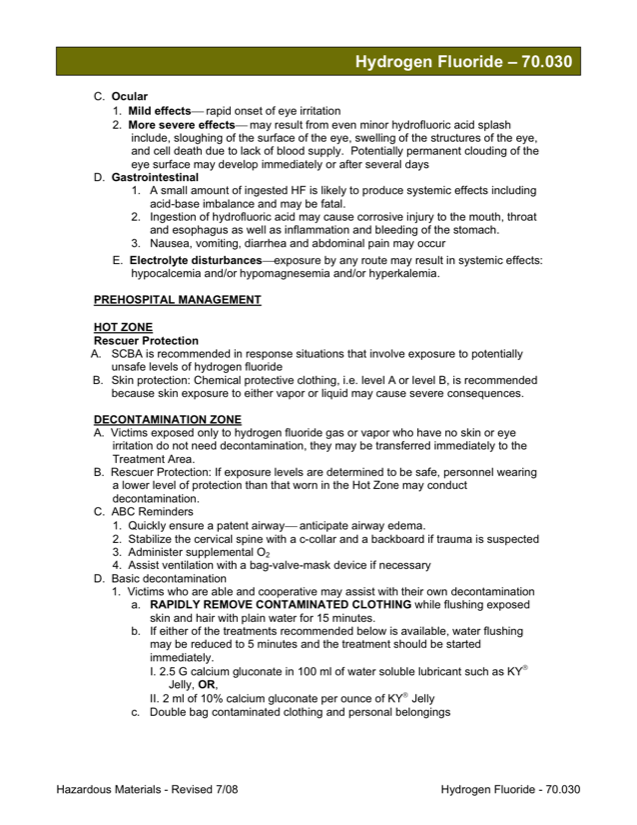 Hydrogen Fluoride – 70.030
C. Ocular
1. Mild effects—rapid onset of eye irritation
2. More severe effects—may result from even minor hydrofluoric acid splash
include, sloughing of the surface of the eye, swelling of the structures of the eye,
and cell death due to lack of blood supply. Potentially permanent clouding of the
eye surface may develop immediately or after several days
D. Gastrointestinal
1. A small amount of ingested HF is likely to produce systemic effects including
acid-base imbalance and may be fatal.
2. Ingestion of hydrofluoric acid may cause corrosive injury to the mouth, throat
and esophagus as well as inflammation and bleeding of the stomach.
3. Nausea, vomiting, diarrhea and abdominal pain may occur
E. Electrolyte disturbances—exposure by any route may result in systemic effects:
hypocalcemia and/or hypomagnesemia and/or hyperkalemia.
PREHOSPITAL MANAGEMENT
HOT ZONE
Rescuer Protection
A. SCBA is recommended in response situations that involve exposure to potentially
unsafe levels of hydrogen fluoride
B. Skin protection: Chemical protective clothing, i.e. level A or level B, is recommended
because skin exposure to either vapor or liquid may cause severe consequences.
DECONTAMINATION ZONE
A. Victims exposed only to hydrogen fluoride gas or vapor who have no skin or eye
irritation do not need decontamination, they may be transferred immediately to the
Treatment Area.
B. Rescuer Protection: If exposure levels are determined to be safe, personnel wearing
a lower level of protection than that worn in the Hot Zone may conduct
decontamination.
C. ABC Reminders
1. Quickly ensure a patent airway—anticipate airway edema.
2. Stabilize the cervical spine with a c-collar and a backboard if trauma is suspected
3. Administer supplemental O₂
4. Assist ventilation with a bag-valve-mask device if necessary
D. Basic decontamination
1. Victims who are able and cooperative may assist with their own decontamination
a. RAPIDLY REMOVE CONTAMINATED CLOTHING while flushing exposed
skin and hair with plain water for 15 minutes.
b. If either of the treatments recommended below is available, water flushing
may be reduced to 5 minutes and the treatment should be started
immediately.
I. 2.5 G calcium gluconate in 100 ml of water soluble lubricant such as KY®
Jelly, OR,
II. 2 ml of 10% calcium gluconate per ounce of KY® Jelly
c. Double bag contaminated clothing and personal belongings
Hazardous Materials - Revised 7/08
Hydrogen Fluoride - 70.030